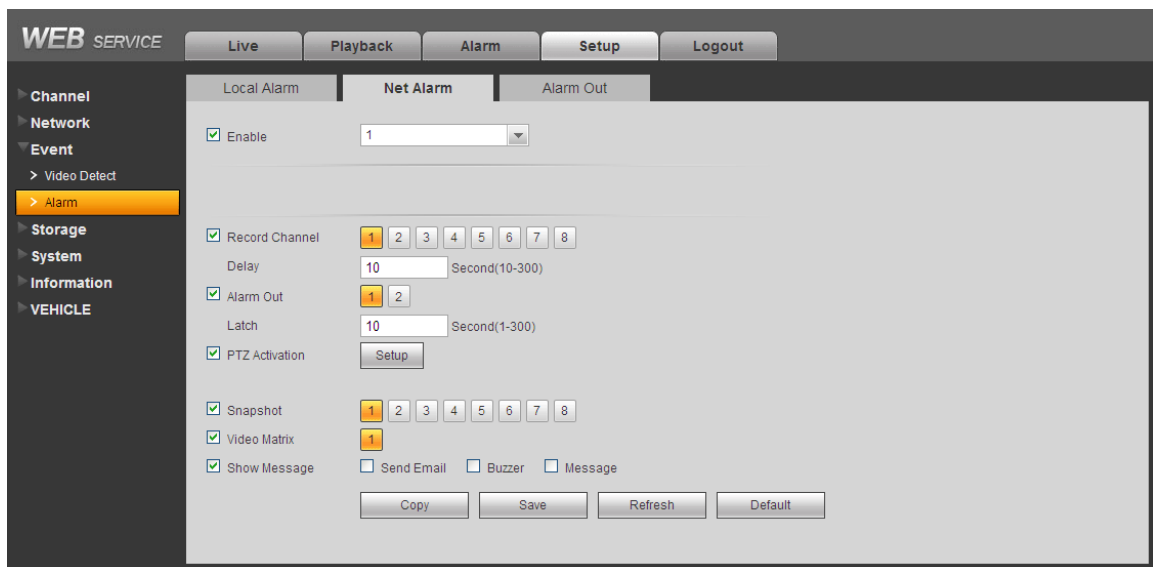 WEB SERVICE
Live Playback Alarm Setup Logout
Channel
Network
Event
> Video Detect
> Alarm
Storage
System
Information
VEHICLE
Local Alarm Net Alarm Alarm Out
Enable 1
Record Channel 1 2 3 4 5 6 7 8
Delay 10 Second(10-300)
Alarm Out 1 2
Latch 10 Second(1-300)
PTZ Activation Setup
Snapshot 1 2 3 4 5 6 7 8
Video Matrix 1
Show Message Send Email Buzzer Message
Copy Save Refresh Default